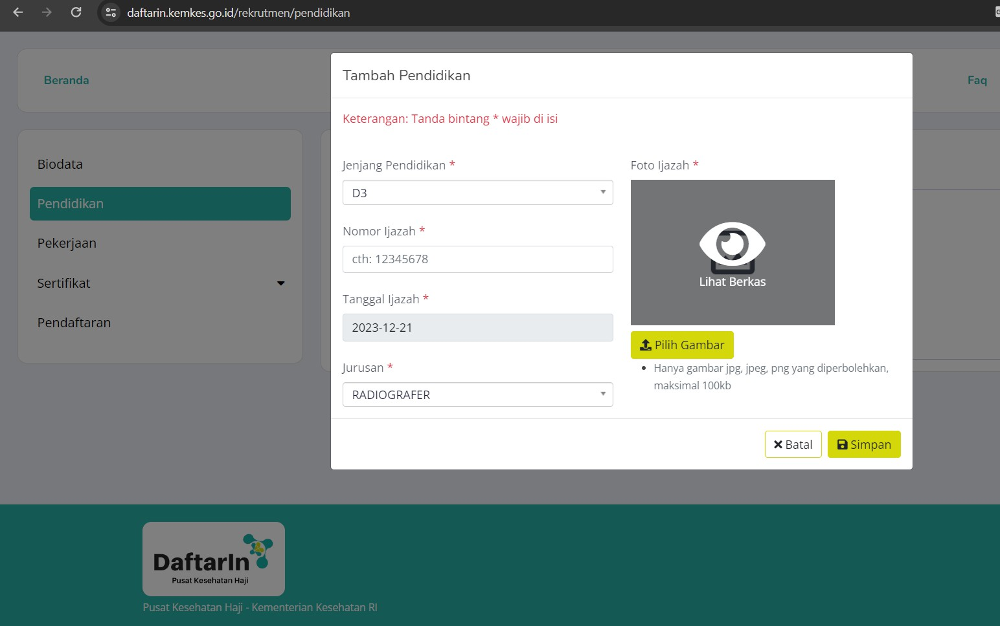 daftarin.kemkes.go.id/rekrutmen/pendidikan
Beranda
Faq
Biodata
Pendidikan
Pekerjaan
Sertifikat
Pendaftaran
Tambah Pendidikan
Keterangan: Tanda bintang * wajib di isi
Jenjang Pendidikan *
D3
Nomor Ijazah *
cth: 12345678
Tanggal Ijazah *
2023-12-21
Jurusan *
RADIOGRAFER
Foto Ijazah *
Lihat Berkas
Pilih Gambar
Hanya gambar jpg, jpeg, png yang diperbolehkan,
maksimal 100kb
Batal
Simpan
DaftarIn
Pusat Kesehatan Haji
Pusat Kesehatan Haji - Kementerian Kesehatan RI